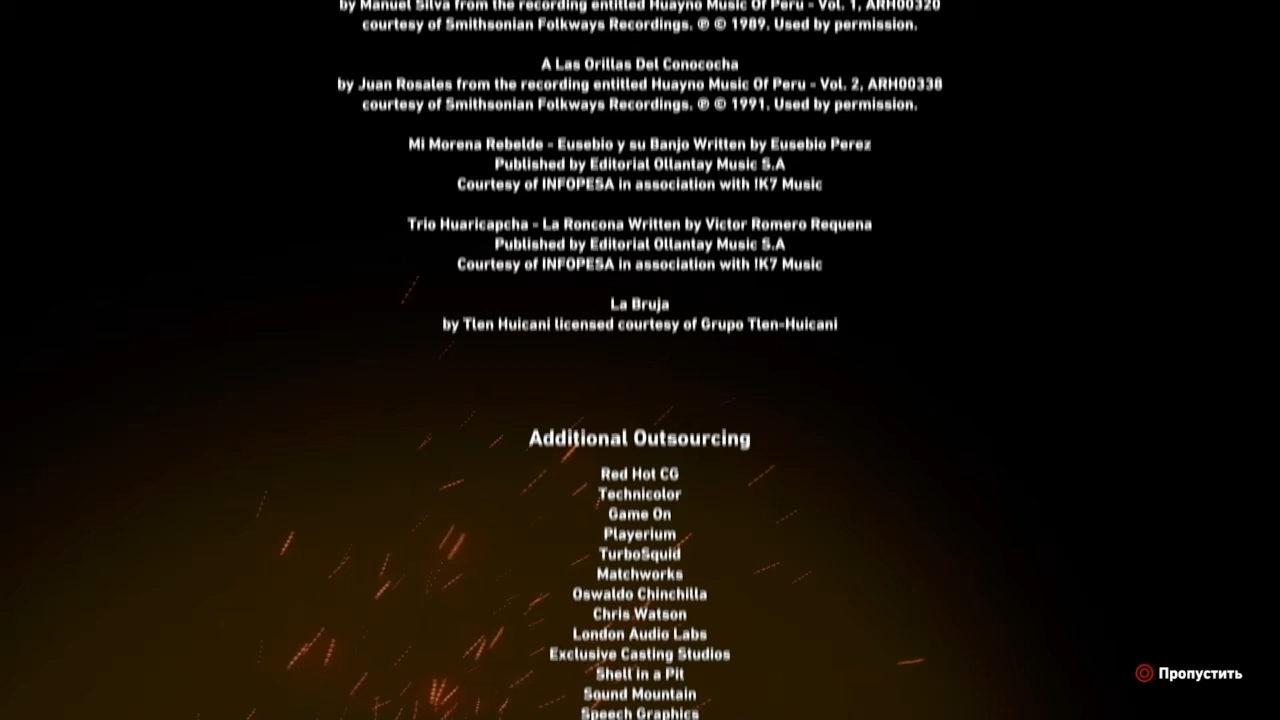 by Manuel Silva from the recording entitled Huayno Music Of Peru - Vol. 1, ARH00320
courtesy of Smithsonian Folkways Recordings. ℗ © 1989. Used by permission.
A Las Orillas Del Conococha
by Juan Rosales from the recording entitled Huayno Music Of Peru - Vol. 2, ARH00338
courtesy of Smithsonian Folkways Recordings. ℗ © 1991. Used by permission.
Mi Morena Rebelde - Eusebio y su Banjo Written by Eusebio Perez
Published by Editorial Ollantay Music S.A
Courtesy of INFOPESA in association with !K7 Music
Trio Huaricapcha - La Roncona Written by Victor Romero Requena
Published by Editorial Ollantay Music S.A
Courtesy of INFOPESA in association with !K7 Music
La Bruja
by Tlen Huicani licensed courtesy of Grupo Tlen-Huicani
Additional Outsourcing
Red Hot CG
Technicolor
Game On
Playerium
TurboSquid
Matchworks
Oswaldo Chinchilla
Chris Watson
London Audio Labs
Exclusive Casting Studios
Shell in a Pit
Sound Mountain
Speech Graphics
Пропустить